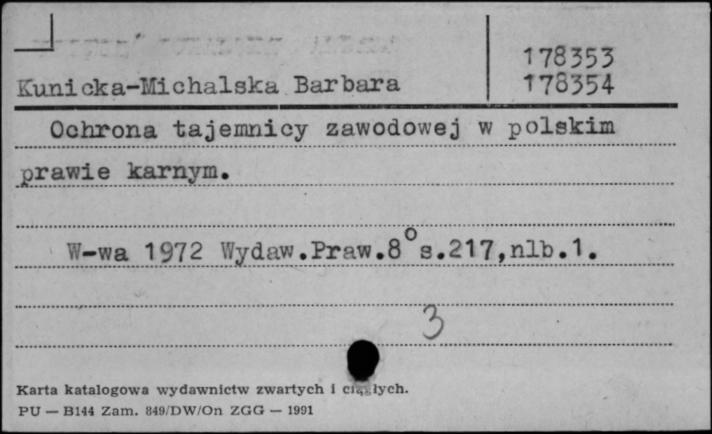 178353
Kunicka-Michalska Barbara 178354
Ochrona tajemnicy zawodowej w polskim
prawie karnym.
W-wa 1972 Wydaw.Praw.8° s.217,nlb.1.
3
Karta katalogowa wydawnictw zwartych i ciągłych.
PU — B144 Zam. 849/DW/On ZGG — 1991